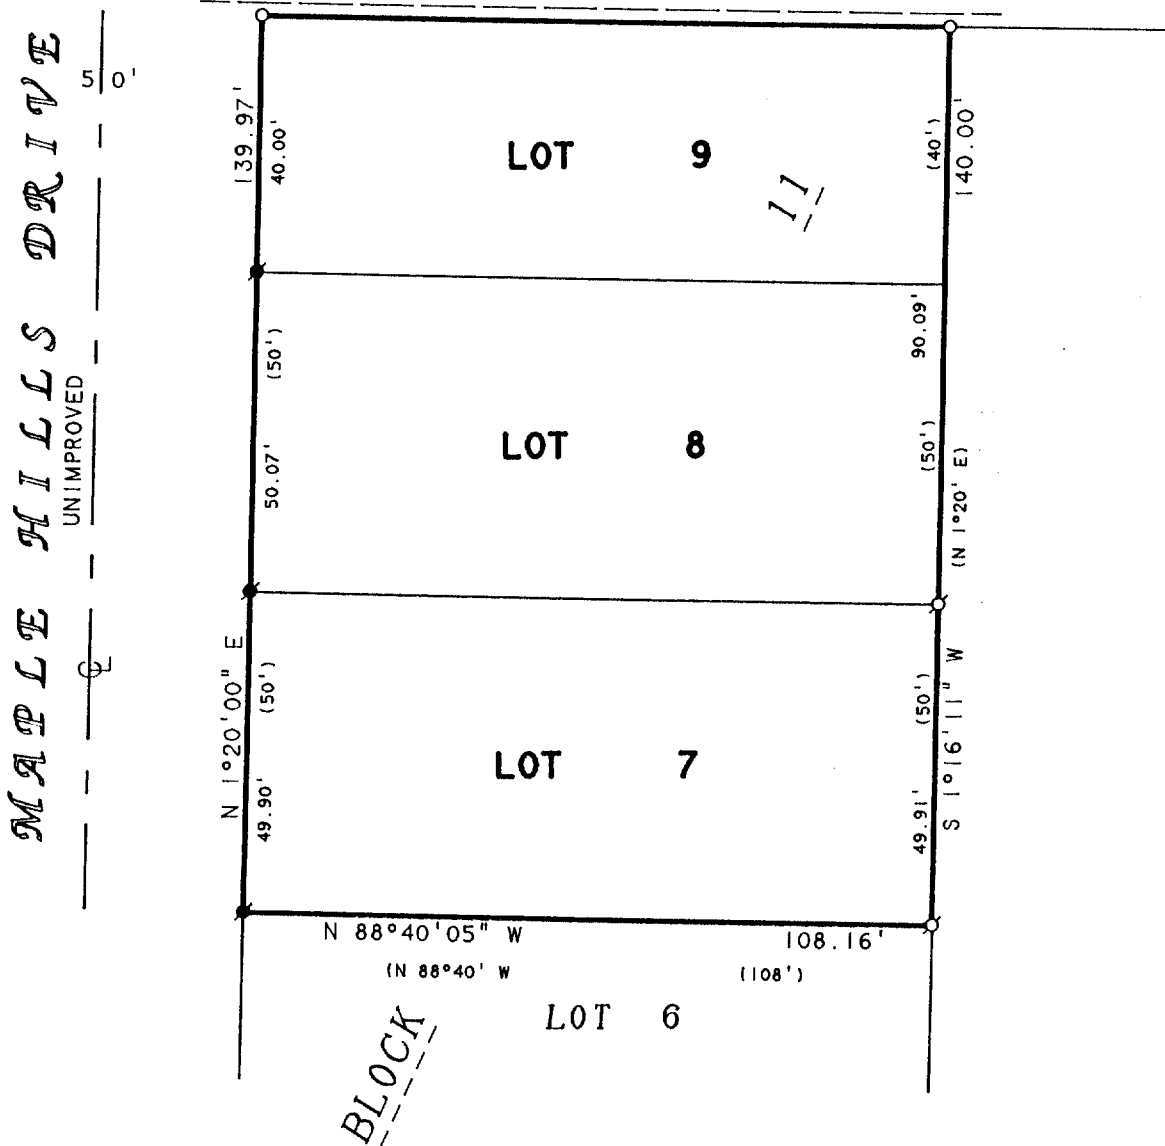 MAPLE HILLS DRIVE
UNIMPROVED
50'
℄
139.97'
40.00'
LOT 9
11
(40')
140.00'
(50')
50.07'
LOT 8
90.09'
(50')
(N 1°20' E)
N 1°20'00" E
(50')
49.90'
LOT 7
(50')
49.91'
S 1°16'11" W
N 88°40'05" W 108.16'
(N 88°40' W (108')
LOT 6
BLOCK